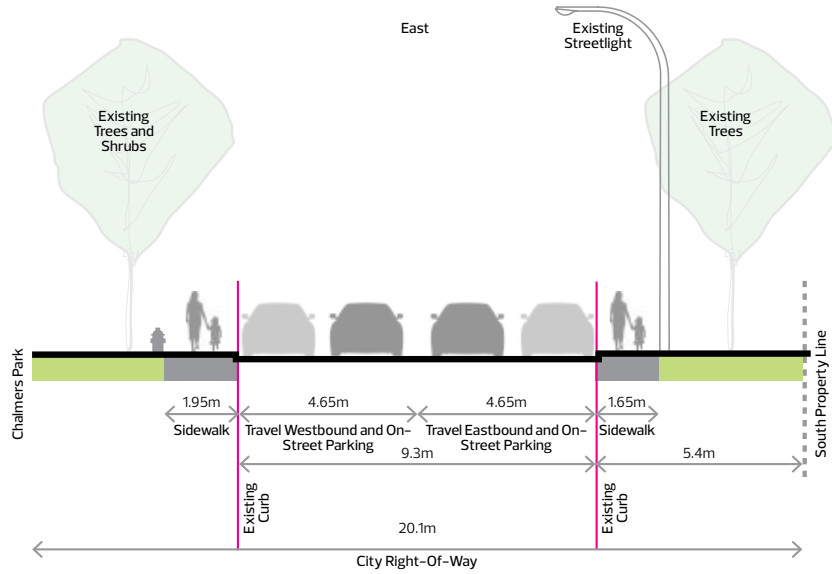 East
Existing
Streetlight
Existing
Trees and
Shrubs
Existing
Trees
Chalmers Park
South Property Line
1.95m
4.65m
4.65m
1.65m
Sidewalk
Travel Westbound and On-
Street Parking
Travel Eastbound and On-
Street Parking
Sidewalk
9.3m
5.4m
Existing
Curb
Existing
Curb
20.1m
City Right-Of-Way